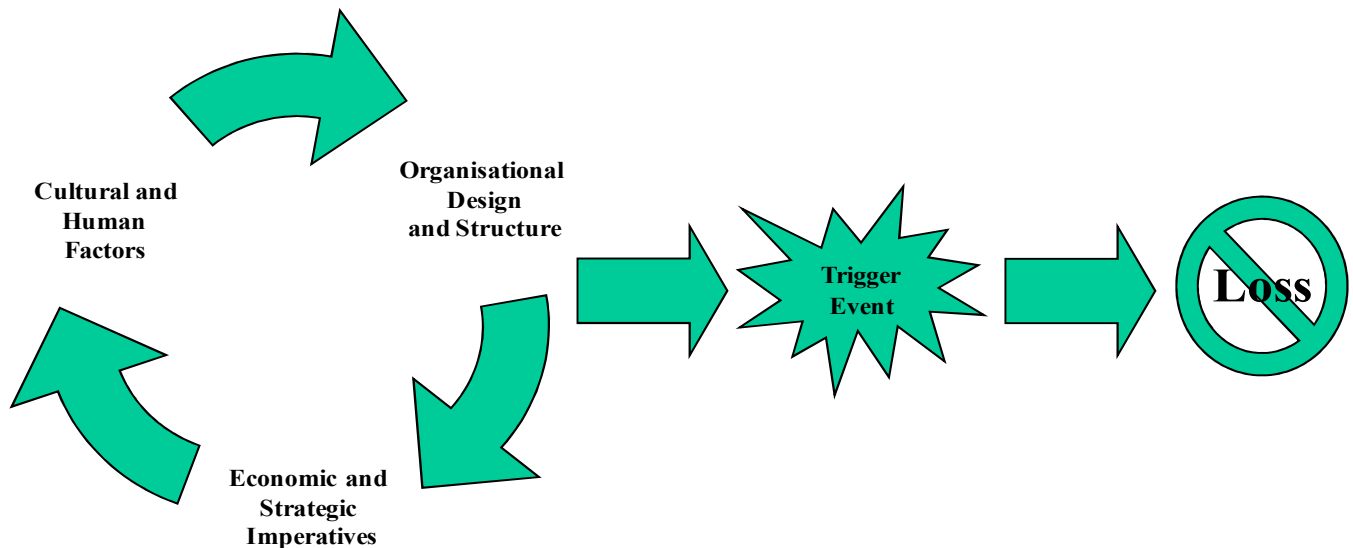 Cultural and
Human
Factors
Organisational
Design
and Structure
Economic and
Strategic
Imperatives
Trigger
Event
Loss